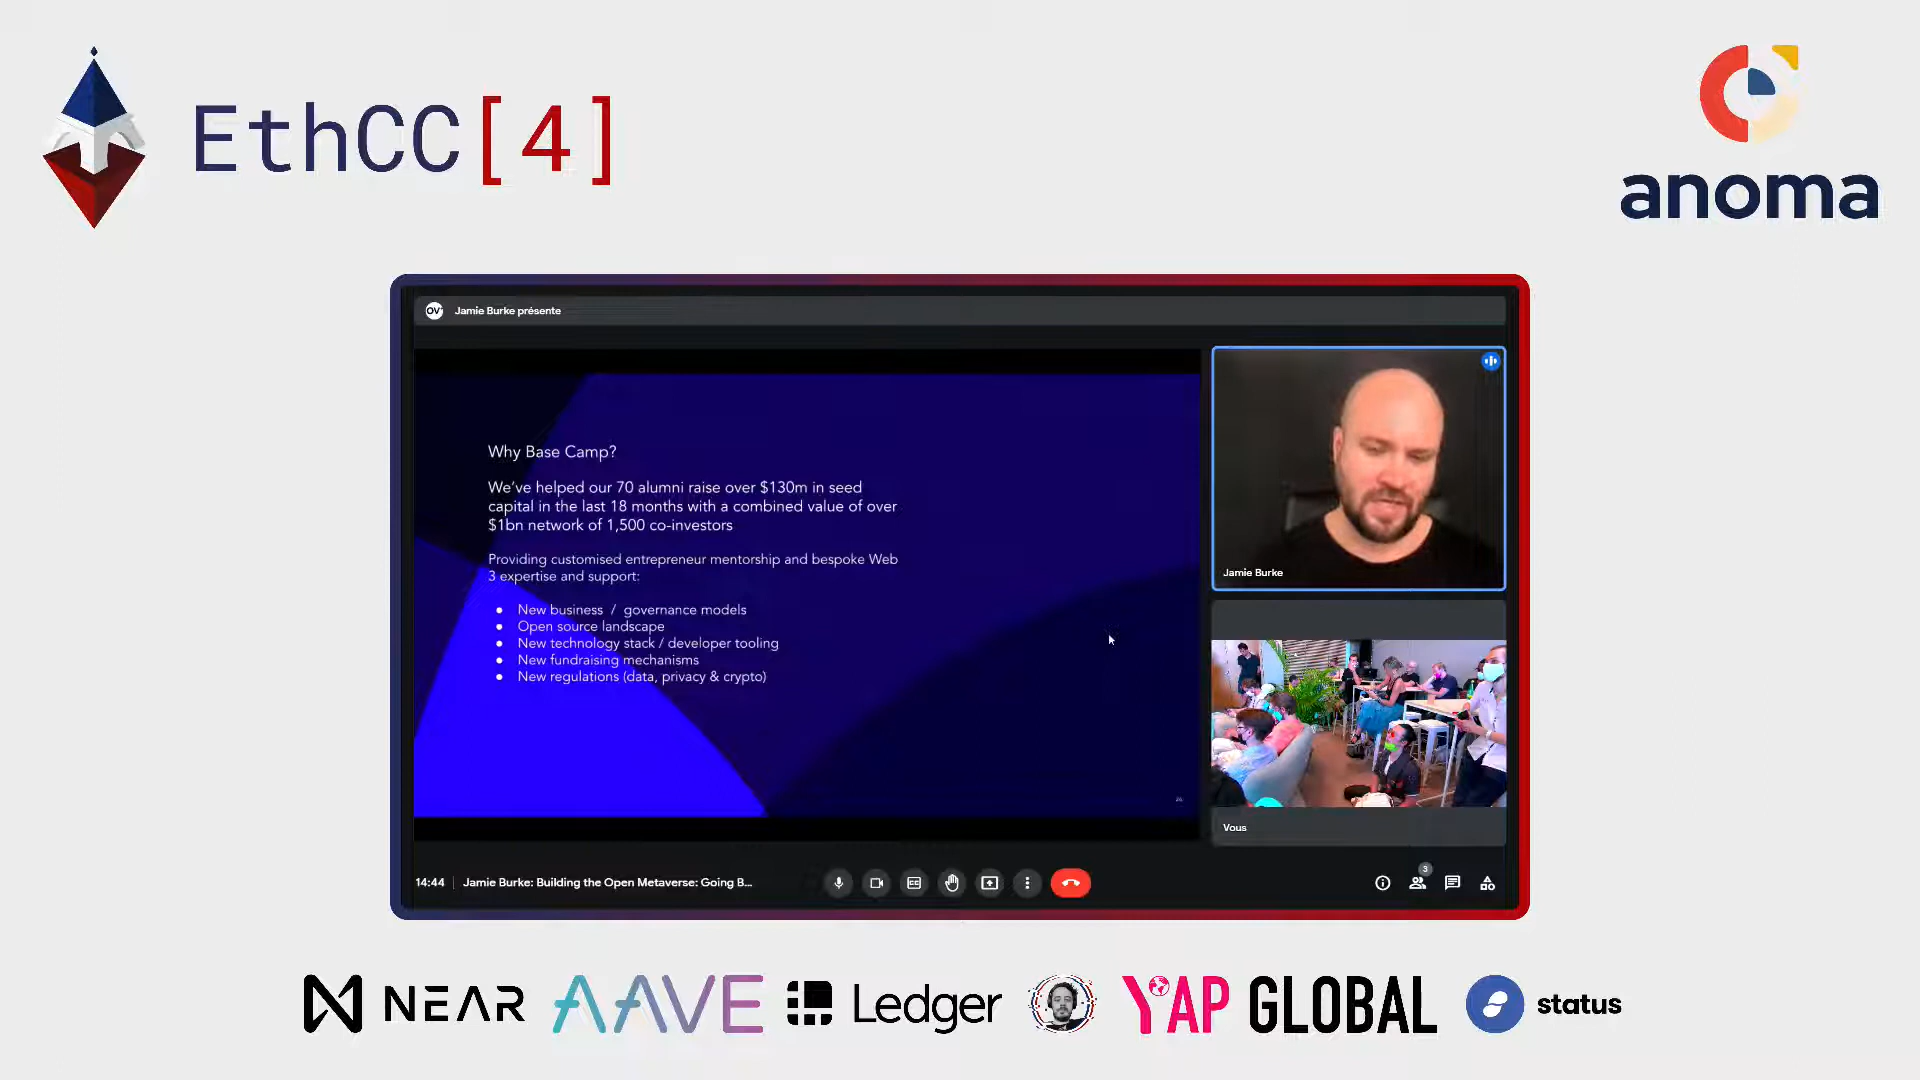 EthCC[4]
anoma
OV
Jamie Burke présente
Why Base Camp?
We've helped our 70 alumni raise over $130m in seed
capital in the last 18 months with a combined value of over
$1bn network of 1,500 co-investors
Providing customised entrepreneur mentorship and bespoke Web
3 expertise and support:
● New business / governance models
● Open source landscape
● New technology stack / developer tooling
● New fundraising mechanisms
● New regulations (data, privacy & crypto)
Jamie Burke
Vous
14:44
Jamie Burke: Building the Open Metaverse: Going B...
3
NEAR
AAVE
Ledger
YAP GLOBAL
status